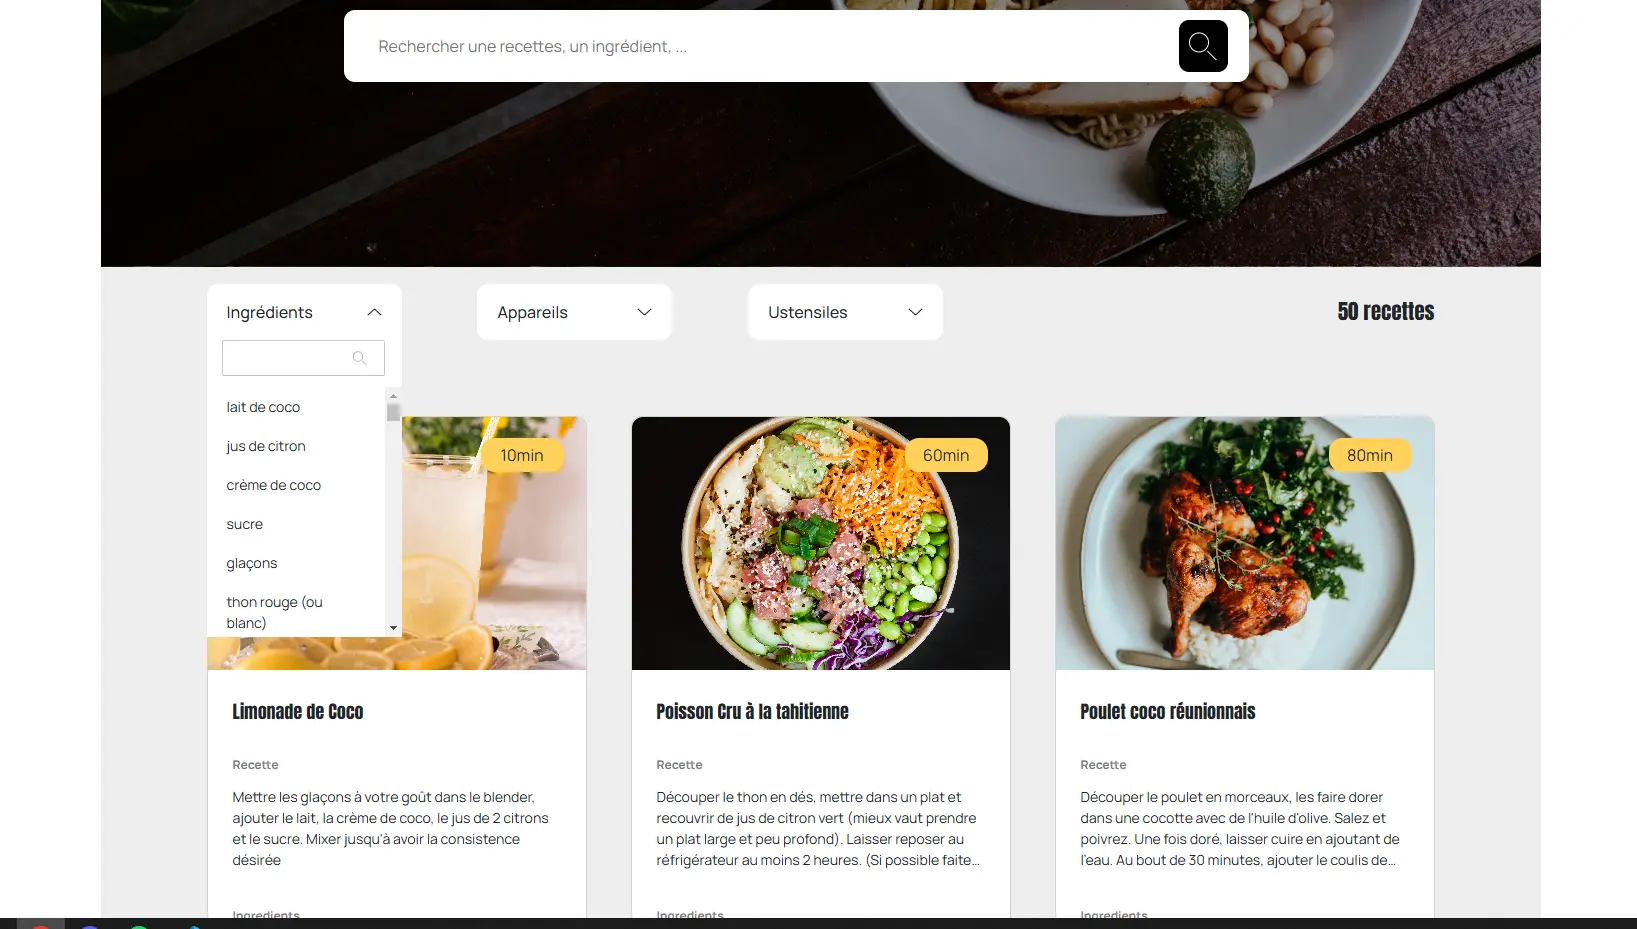 Rechercher une recettes, un ingrédient, ...
Ingrédients
Appareils
Ustensiles
50 recettes
lait de coco
jus de citron
crème de coco
sucre
glaçons
thon rouge (ou
blanc)
10min
60min
80min
Limonade de Coco
Recette
Mettre les glaçons à votre goût dans le blender,
ajouter le lait, la crème de coco, le jus de 2 citrons
et le sucre. Mixer jusqu'à avoir la consistence
désirée
Ingredients
Poisson Cru à la tahitienne
Recette
Découper le thon en dés, mettre dans un plat et
recouvrir de jus de citron vert (mieux vaut prendre
un plat large et peu profond). Laisser reposer au
réfrigérateur au moins 2 heures. (Si possible faite...
Ingredients
Poulet coco réunionnais
Recette
Découper le poulet en morceaux, les faire dorer
dans une cocotte avec de l'huile d'olive. Salez et
poivrez. Une fois doré, laisser cuire en ajoutant de
l'eau. Au bout de 30 minutes, ajouter le coulis de...
Ingredients